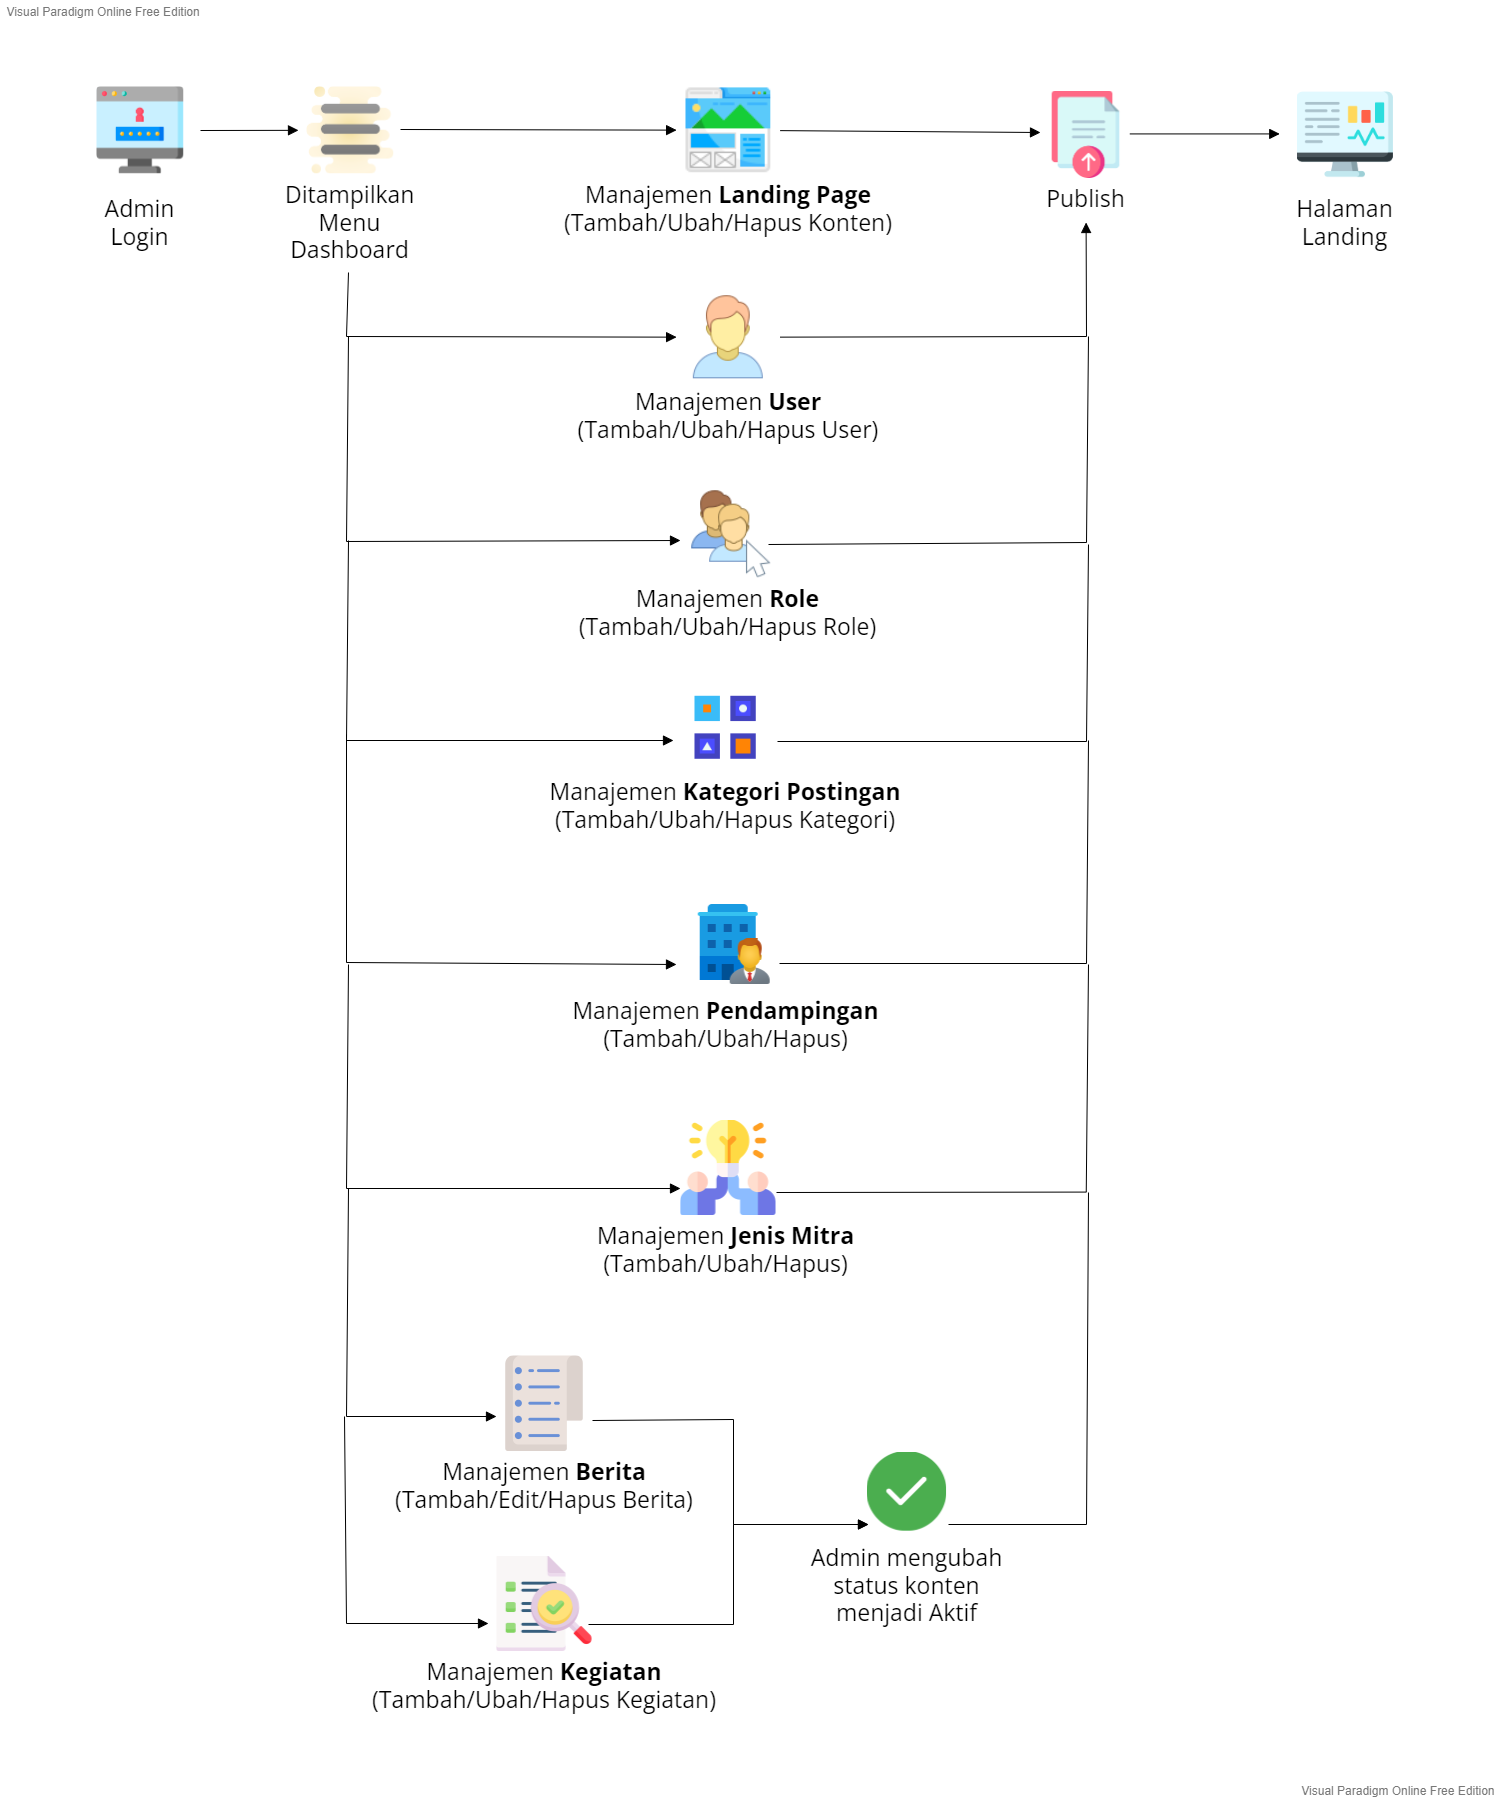 Visual Paradigm Online Free Edition
Admin
Login
Ditampilkan
Menu
Dashboard
Manajemen Landing Page
(Tambah/Ubah/Hapus Konten)
Publish
Halaman
Landing
Manajemen User
(Tambah/Ubah/Hapus User)
Manajemen Role
(Tambah/Ubah/Hapus Role)
Manajemen Kategori Postingan
(Tambah/Ubah/Hapus Kategori)
Manajemen Pendampingan
(Tambah/Ubah/Hapus)
Manajemen Jenis Mitra
(Tambah/Ubah/Hapus)
Manajemen Berita
(Tambah/Edit/Hapus Berita)
Admin mengubah
status konten
menjadi Aktif
Manajemen Kegiatan
(Tambah/Ubah/Hapus Kegiatan)
Visual Paradigm Online Free Edition